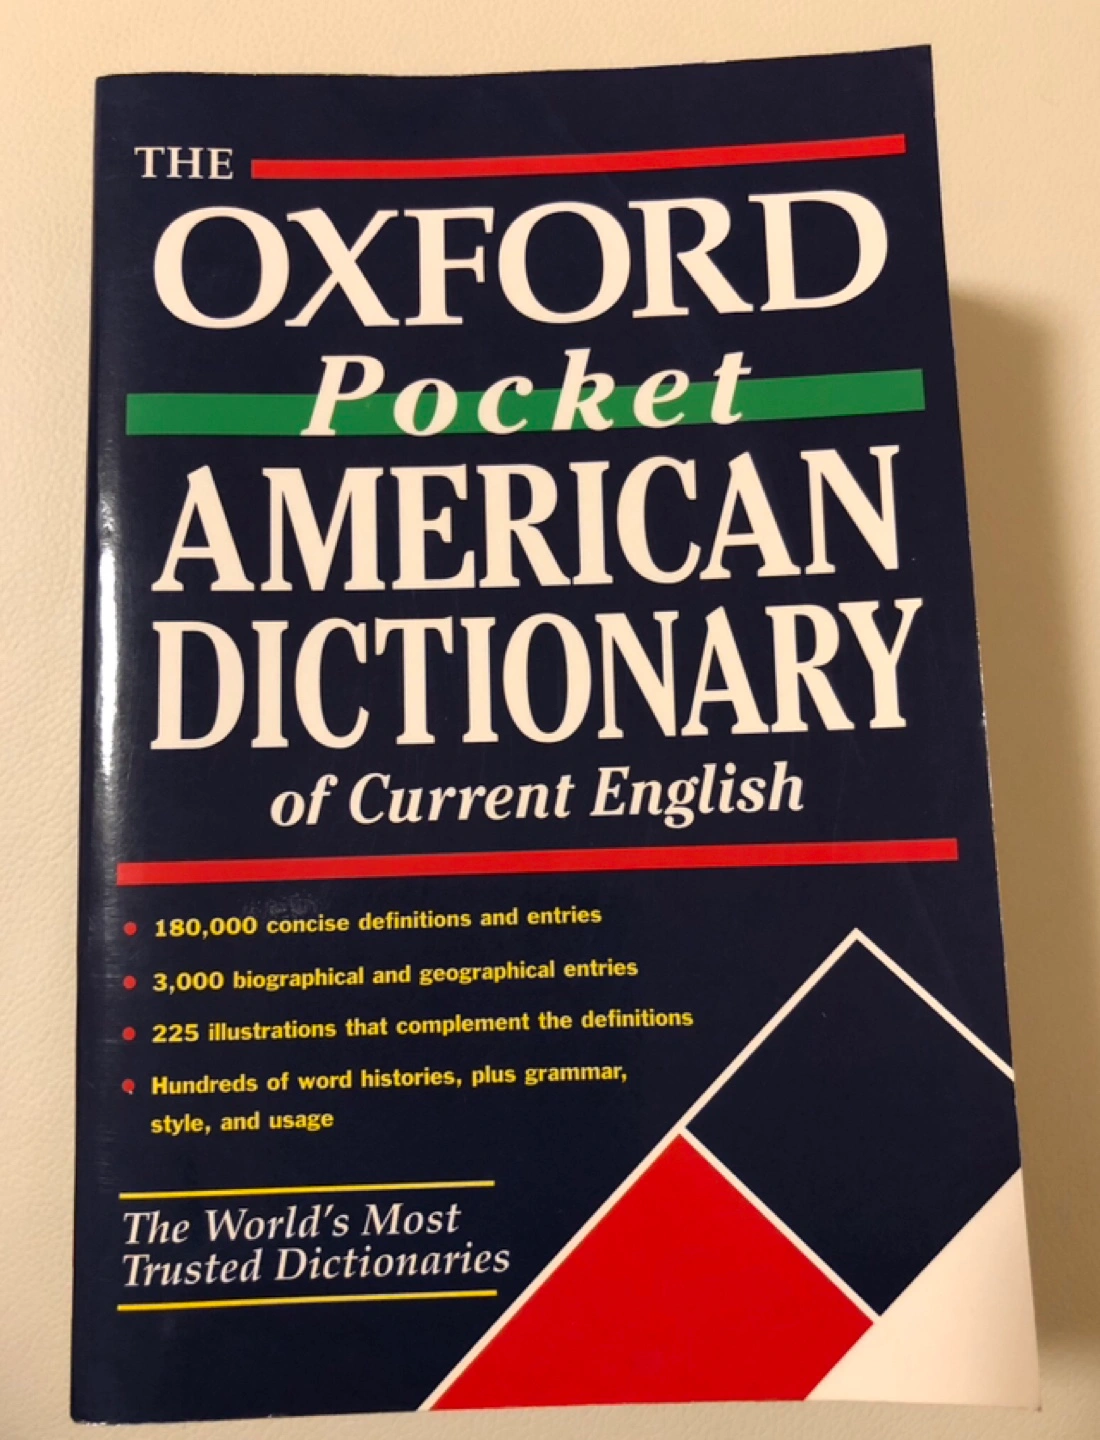 THE
OXFORD
Pocket
AMERICAN
DICTIONARY
of Current English
• 180,000 concise definitions and entries
• 3,000 biographical and geographical entries
• 225 illustrations that complement the definitions
• Hundreds of word histories, plus grammar,
style, and usage
The World's Most
Trusted Dictionaries